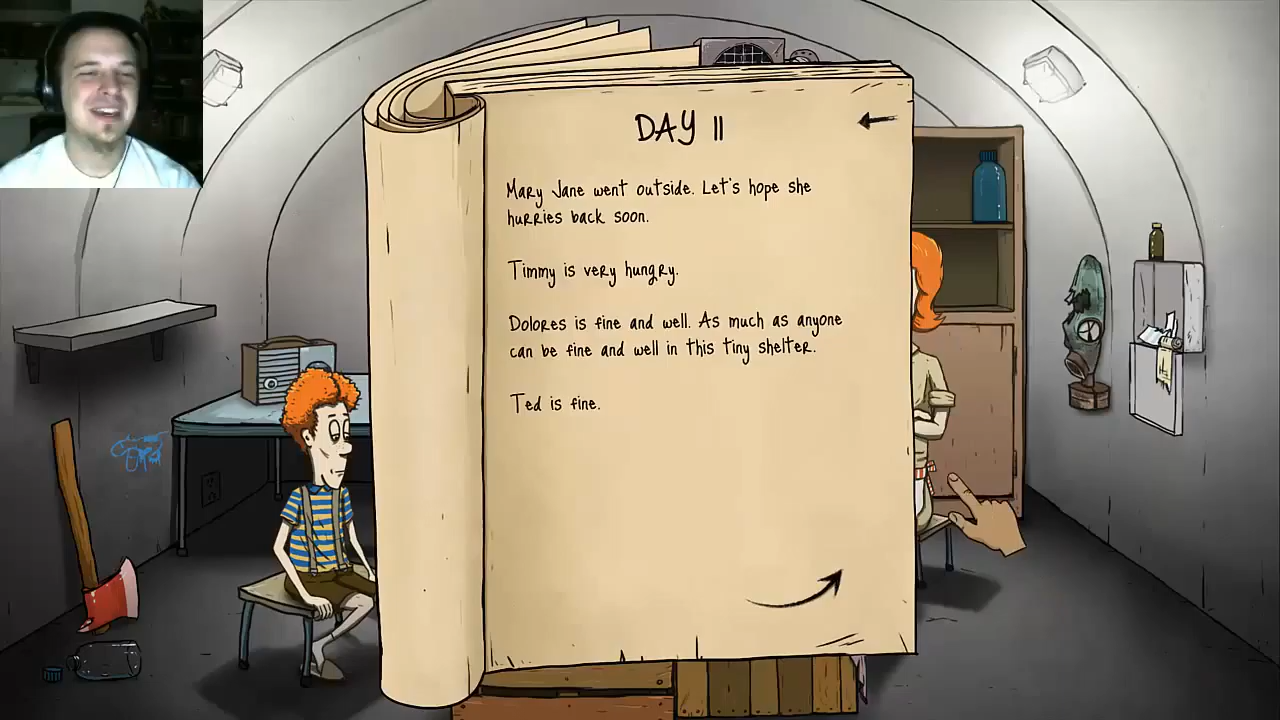 DAY 11
Mary Jane went outside. Let's hope she
hurries back soon.
Timmy is very hungry.
Dolores is fine and well. As much as anyone
can be fine and well in this tiny shelter.
Ted is fine.